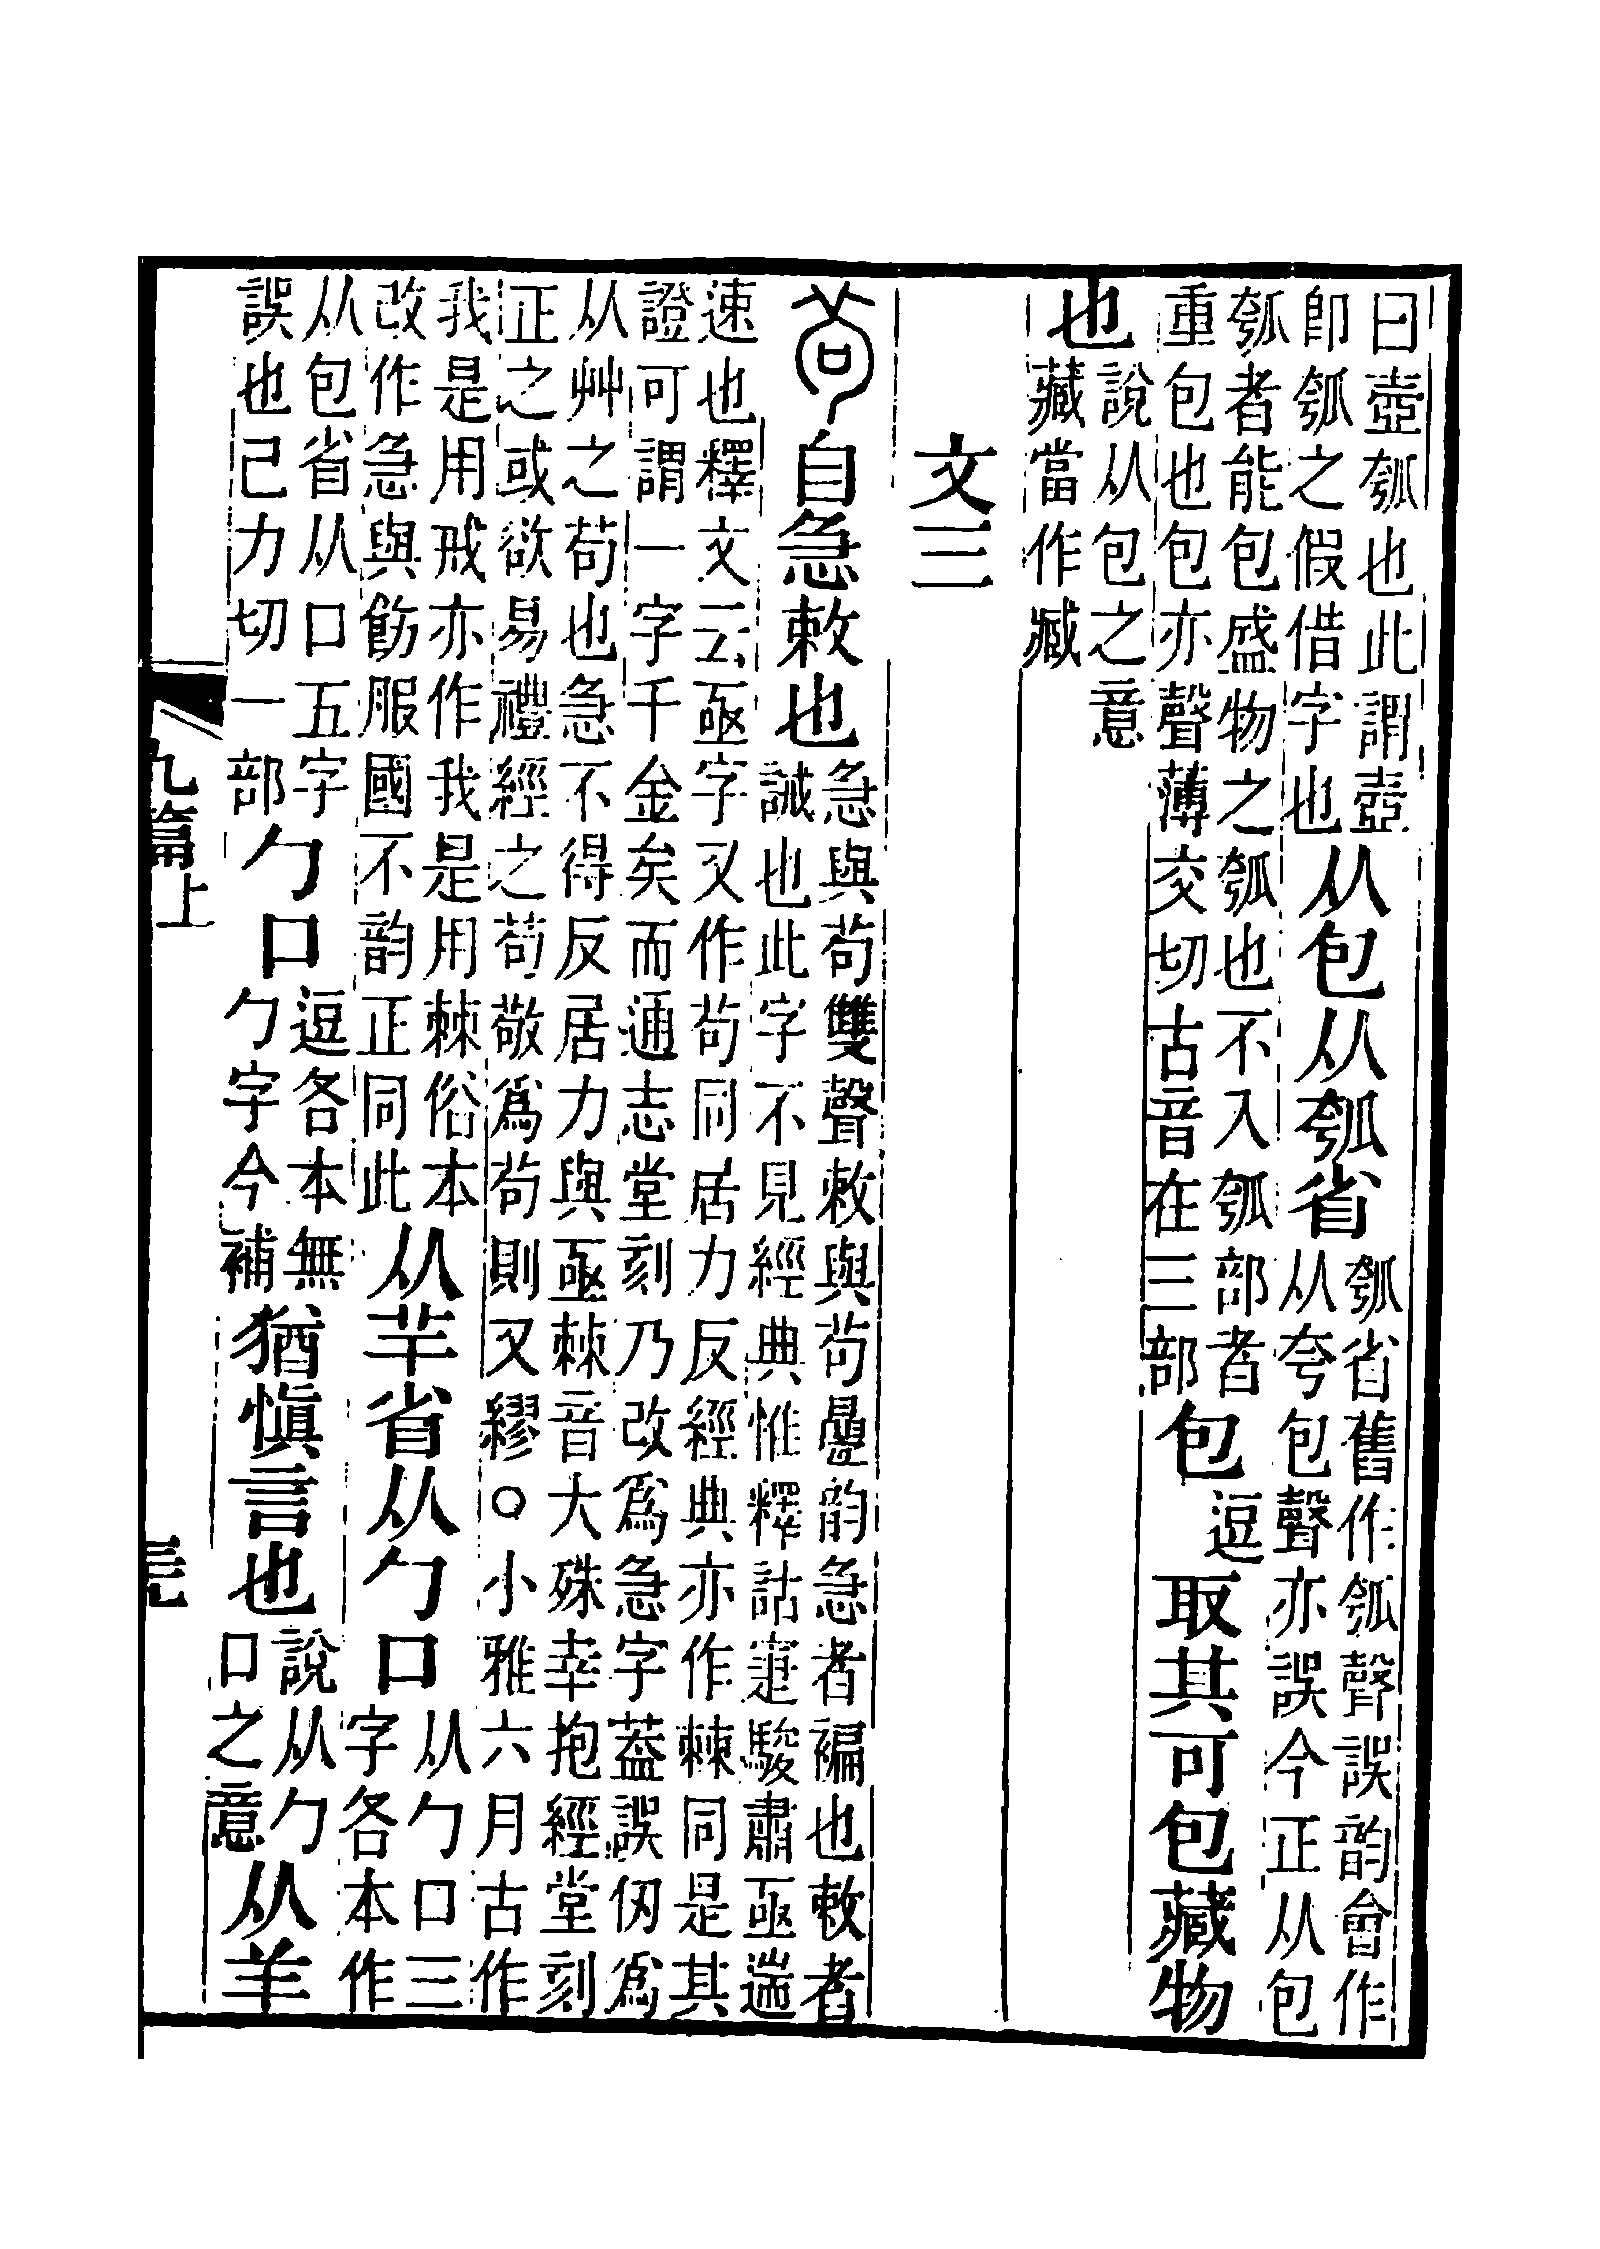 曰壺瓠也此謂壺卽瓠之假借字也从包从瓠省瓠省舊作瓠聲誤韵會作从夸包聲亦誤今正从包
瓠者能包盛物之瓠也不入瓠部者重包也包亦聲薄交切古音在三部包逗取其可包藏物
也說从包之意藏當作臧
文三
茍自急敕也急與茍雙聲敕與茍曡韵急者褊也敕者誡也此字不見經典惟釋詁寁駿肅亟遄
速也釋文云亟字又作茍同居力反經典亦作棘同是其證可謂一字千金矣而通志堂刻乃改爲急字葢誤仞爲
从艸之苟也急不得反居力與亟棘音大殊幸抱經堂刻正之或欲易禮經之苟敬爲茍則又繆○小雅六月古作
我是用戒亦作我是用棘俗本改作急與飭服國不韵正同此从羊省从勹口从勹口三字各本作
从包省从口五字誤也己力切一部勹口逗各本無勹字今補猶愼言也說从勹口之意从羊
九篇上